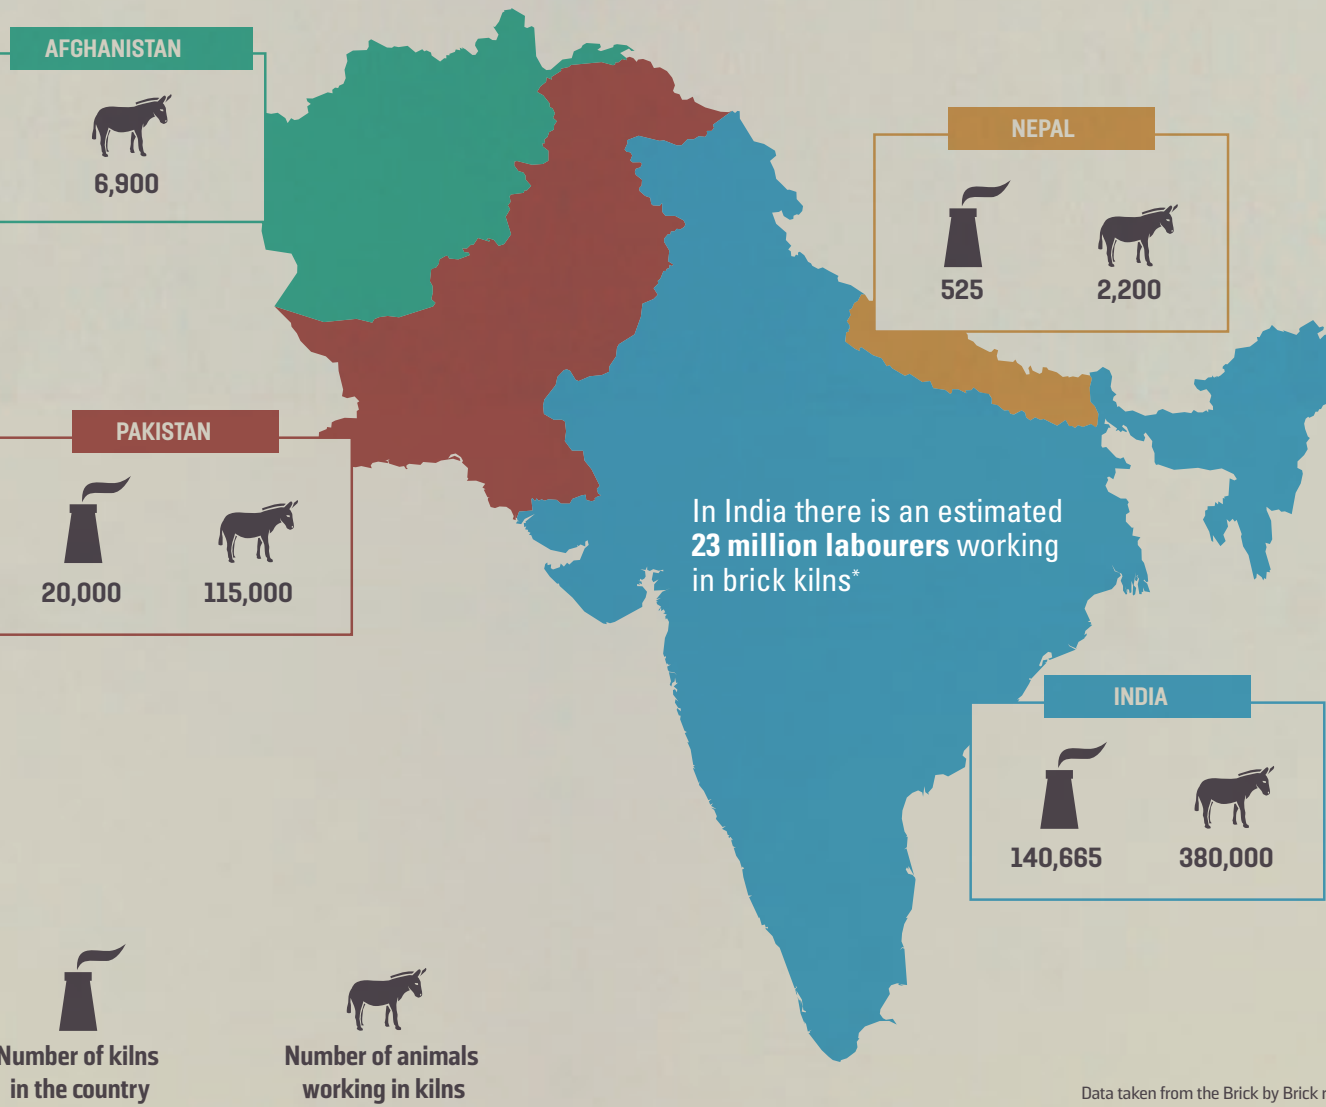 AFGHANISTAN
6,900
NEPAL
525
2,200
PAKISTAN
20,000
115,000
In India there is an estimated
23 million labourers working
in brick kilns*
INDIA
140,665
380,000
Number of kilns
in the country
Number of animals
working in kilns
Data taken from the Brick by Brick